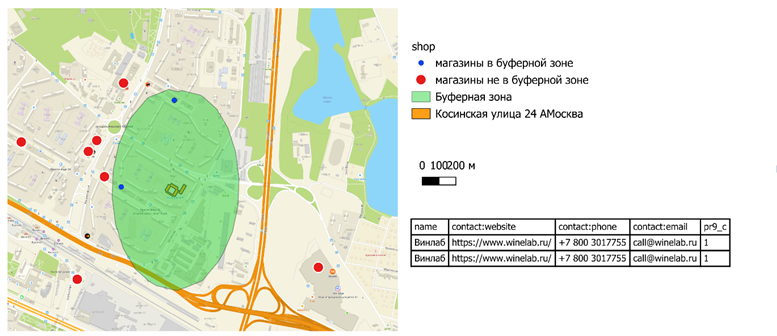 shop
магазины в буферной зоне
магазины не в буферной зоне
Буферная зона
Косинская улица 24 АМосква
0 100200 м
name contact:website contact:phone contact:email pr9_c
Винлаб https://www.winelab.ru/ +7 800 3017755 call@winelab.ru 1
Винлаб https://www.winelab.ru/ +7 800 3017755 call@winelab.ru 1